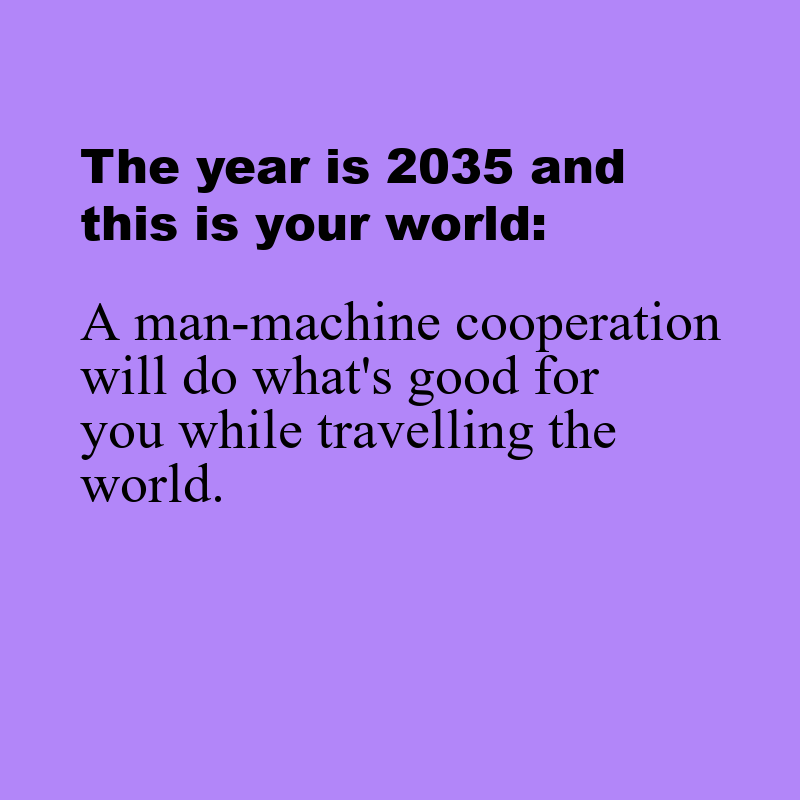 The year is 2035 and
this is your world:
A man-machine cooperation
will do what's good for
you while travelling the
world.